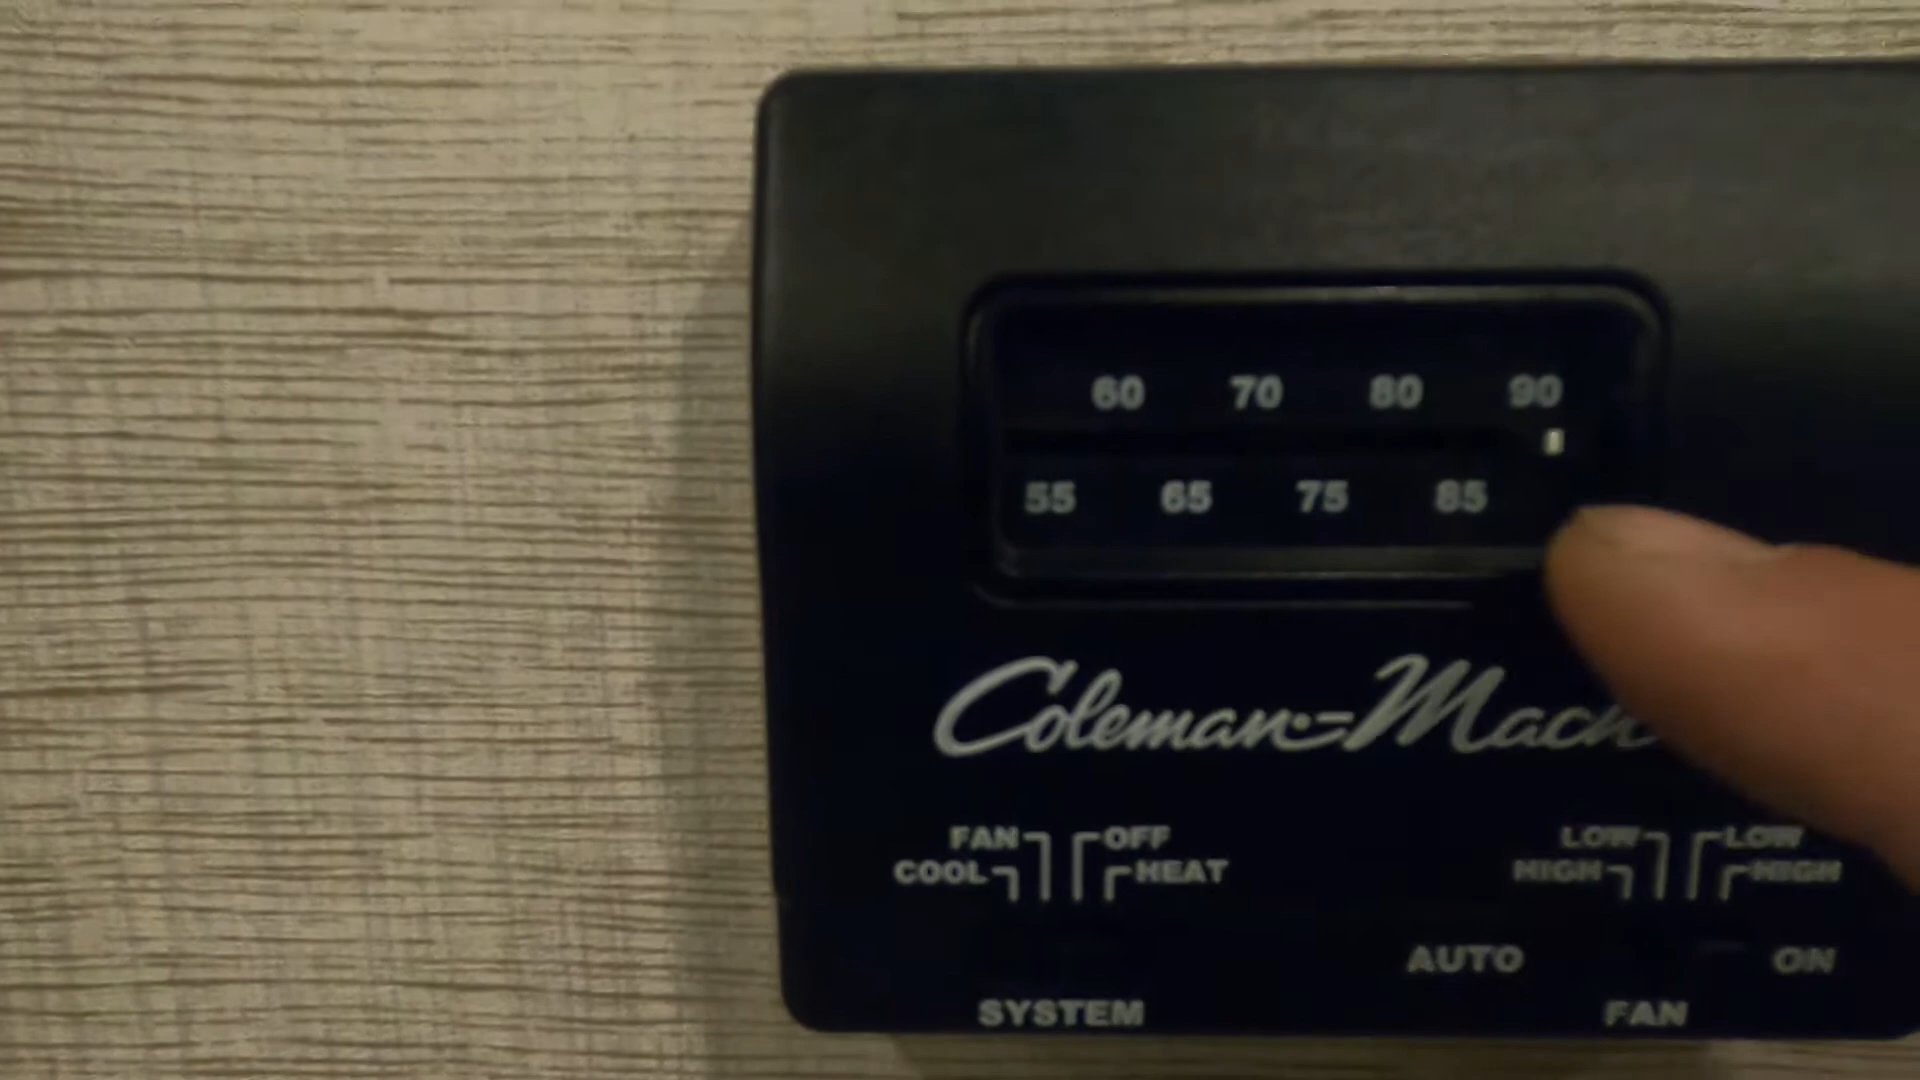 60 70 80 90
55 65 75 85
Coleman-Mach
FAN OFF LOW LOW
COOL HEAT HIGH HIGH
AUTO ON
SYSTEM FAN